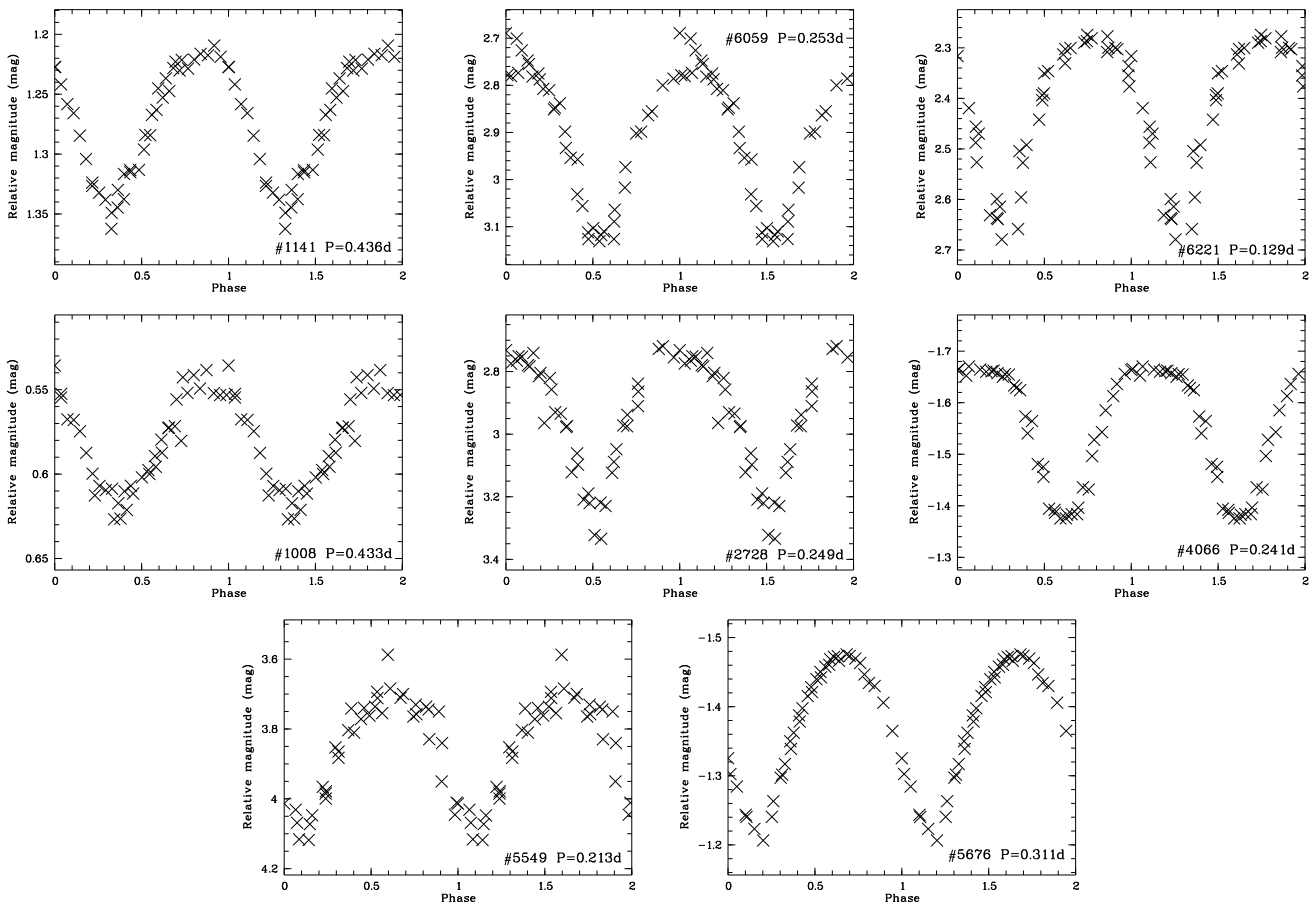 Relative magnitude (mag)
1.2
1.25
1.3
1.35
#1141 P=0.436d
0 0.5 1 1.5 2
Phase
Relative magnitude (mag)
2.7
2.8
2.9
3
3.1
#6059 P=0.253d
0 0.5 1 1.5 2
Phase
Relative magnitude (mag)
2.3
2.4
2.5
2.6
2.7
#6221 P=0.129d
0 0.5 1 1.5 2
Phase
Relative magnitude (mag)
0.55
0.6
0.65
#1008 P=0.433d
0 0.5 1 1.5 2
Phase
Relative magnitude (mag)
2.8
3
3.2
3.4
#2728 P=0.249d
0 0.5 1 1.5 2
Phase
Relative magnitude (mag)
-1.7
-1.6
-1.5
-1.4
-1.3
#4066 P=0.241d
0 0.5 1 1.5 2
Phase
Relative magnitude (mag)
3.6
3.8
4
4.2
#5549 P=0.213d
0 0.5 1 1.5 2
Phase
Relative magnitude (mag)
-1.5
-1.4
-1.3
-1.2
#5676 P=0.311d
0 0.5 1 1.5 2
Phase